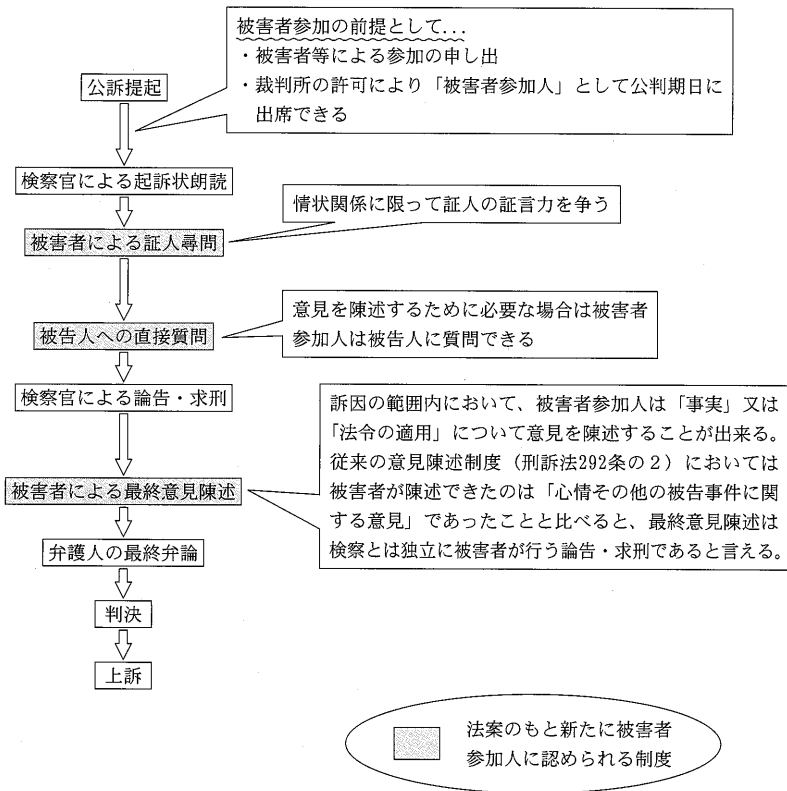 被害者参加の前提として...
・被害者等による参加の申し出
・裁判所の許可により「被害者参加人」として公判期日に
出席できる
公訴提起
検察官による起訴状朗読
情状関係に限って証人の証言力を争う
被害者による証人尋問
意見を陳述するために必要な場合は被害者
参加人は被告人に質問できる
被告人への直接質問
検察官による論告・求刑
訴因の範囲内において、被害者参加人は「事実」又は
「法令の適用」について意見を陳述することが出来る。
従来の意見陳述制度（刑訴法292条の２）においては
被害者が陳述できたのは「心情その他の被告事件に関
する意見」であったことと比べると、最終意見陳述は
検察とは独立に被害者が行う論告・求刑であると言える。
被害者による最終意見陳述
弁護人の最終弁論
判決
上訴
法案のもと新たに被害者
参加人に認められる制度